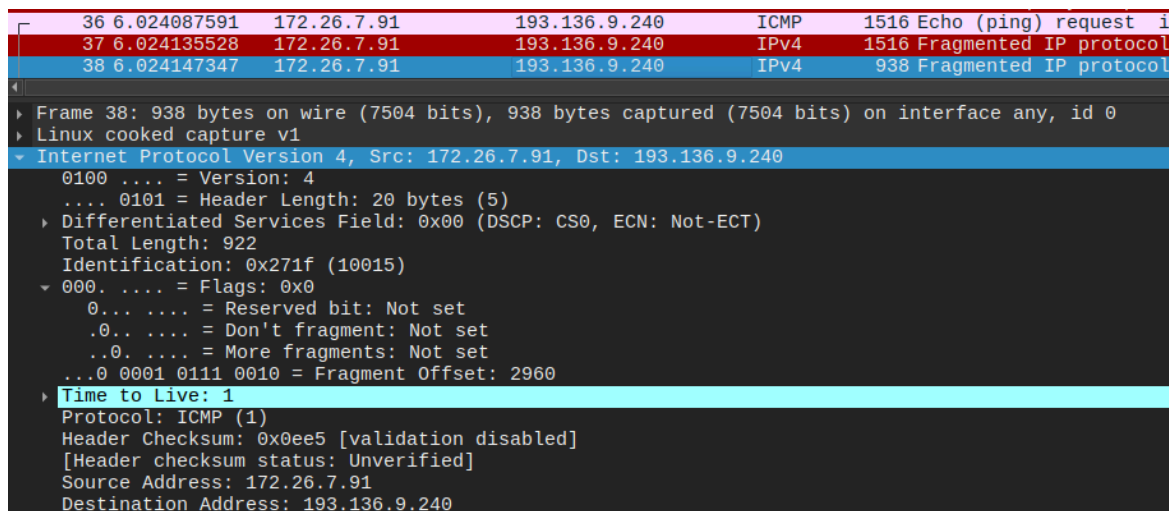 36 6.024087591 172.26.7.91 193.136.9.240 ICMP 1516 Echo (ping) request i
37 6.024135528 172.26.7.91 193.136.9.240 IPv4 1516 Fragmented IP protocol
38 6.024147347 172.26.7.91 193.136.9.240 IPv4 938 Fragmented IP protocol
Frame 38: 938 bytes on wire (7504 bits), 938 bytes captured (7504 bits) on interface any, id 0
Linux cooked capture v1
Internet Protocol Version 4, Src: 172.26.7.91, Dst: 193.136.9.240
0100 .... = Version: 4
.... 0101 = Header Length: 20 bytes (5)
Differentiated Services Field: 0x00 (DSCP: CS0, ECN: Not-ECT)
Total Length: 922
Identification: 0x271f (10015)
000. .... = Flags: 0x0
0... .... = Reserved bit: Not set
.0.. .... = Don't fragment: Not set
..0. .... = More fragments: Not set
...0 0001 0111 0010 = Fragment Offset: 2960
Time to Live: 1
Protocol: ICMP (1)
Header Checksum: 0x0ee5 [validation disabled]
[Header checksum status: Unverified]
Source Address: 172.26.7.91
Destination Address: 193.136.9.240